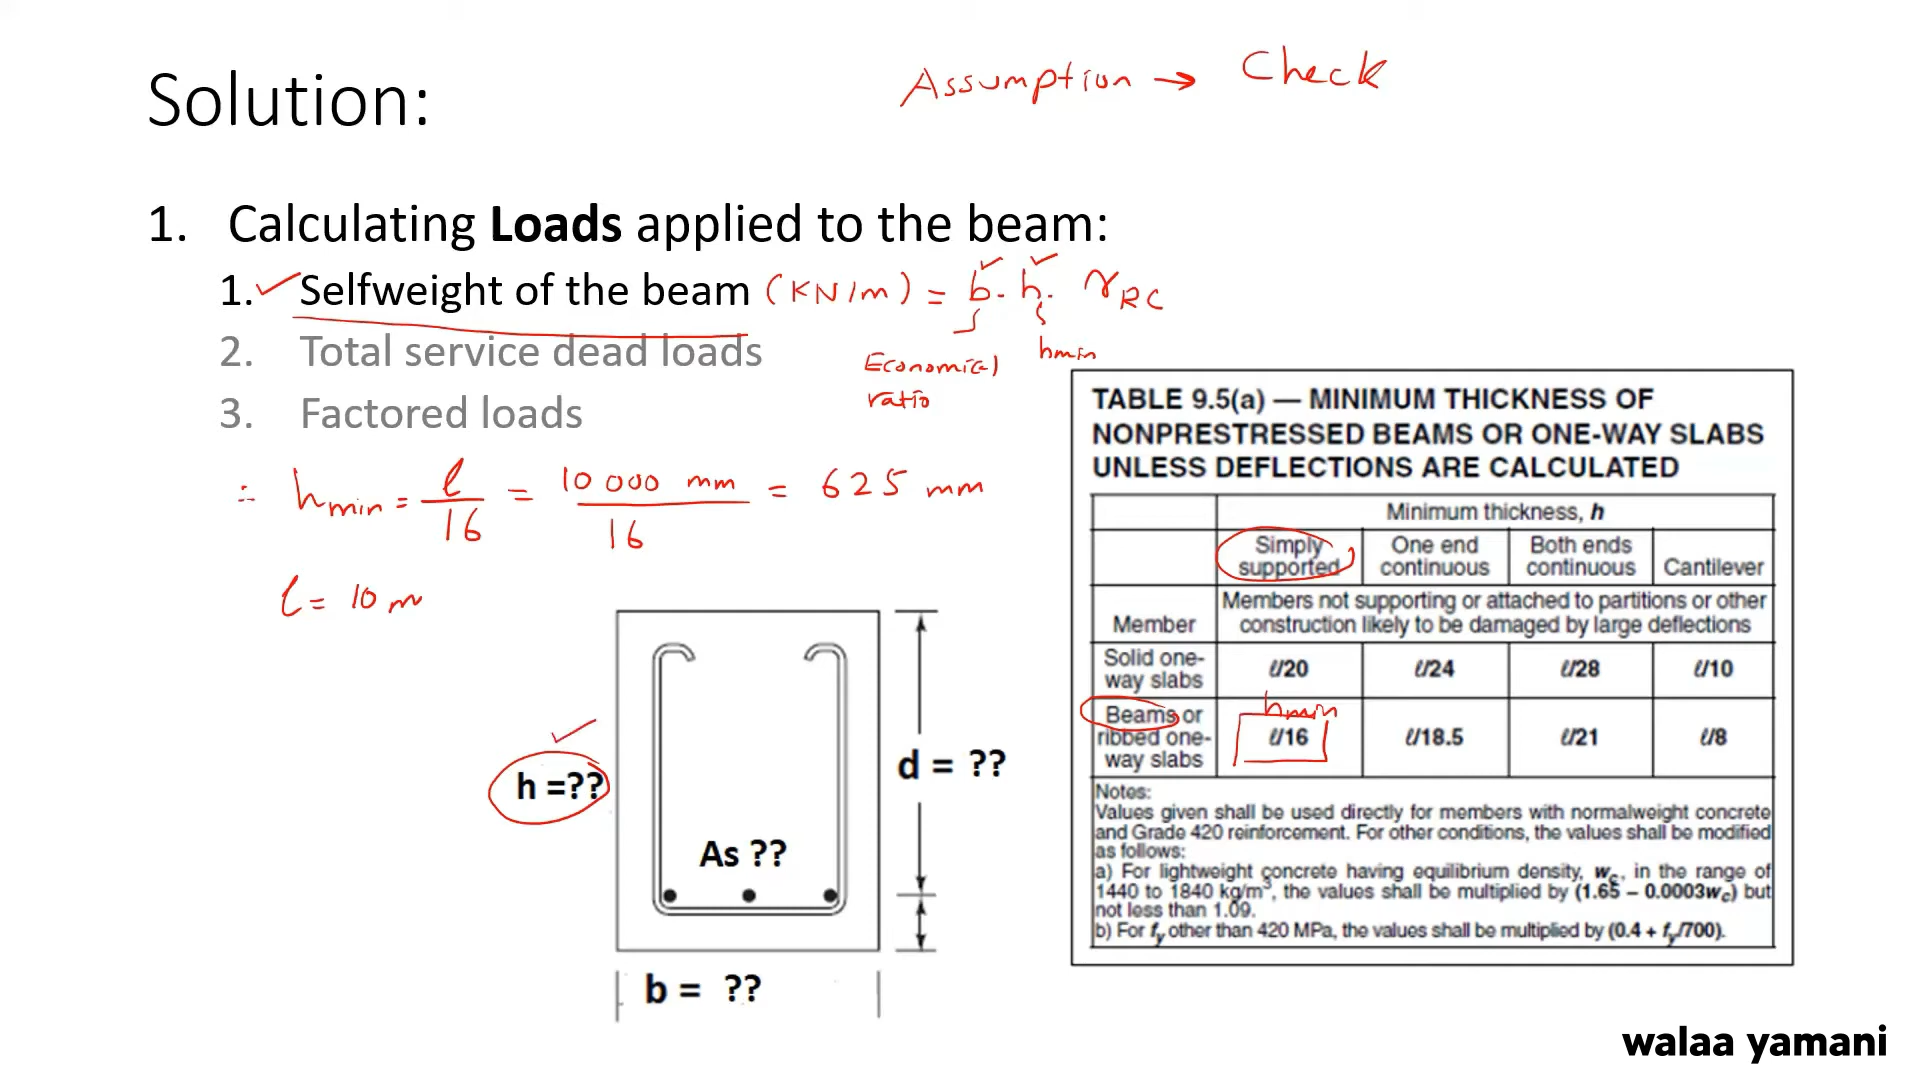 Solution:
Assumption → Check
1. Calculating Loads applied to the beam:
1. Selfweight of the beam (KN/m) = b. h. γRC
Economical ratio
hmin
2. Total service dead loads
3. Factored loads
∴ hmin = l/16 = 10 000 mm / 16 = 625 mm
l = 10 m
h =??
d = ??
As ??
b = ??
TABLE 9.5(a) — MINIMUM THICKNESS OF
NONPRESTRESSED BEAMS OR ONE-WAY SLABS
UNLESS DEFLECTIONS ARE CALCULATED
Minimum thickness, h
Simply supported One end continuous Both ends continuous Cantilever
Member
Members not supporting or attached to partitions or other
construction likely to be damaged by large deflections
Solid one-way slabs ℓ/20 ℓ/24 ℓ/28 ℓ/10
hmin
Beams or ribbed one-way slabs ℓ/16 ℓ/18.5 ℓ/21 ℓ/8
Notes:
Values given shall be used directly for members with normalweight concrete
and Grade 420 reinforcement. For other conditions, the values shall be modified
as follows:
a) For lightweight concrete having equilibrium density, wc, in the range of
1440 to 1840 kg/m³, the values shall be multiplied by (1.65 – 0.0003wc) but
not less than 1.09.
b) For fy other than 420 MPa, the values shall be multiplied by (0.4 + fy/700).
walaa yamani